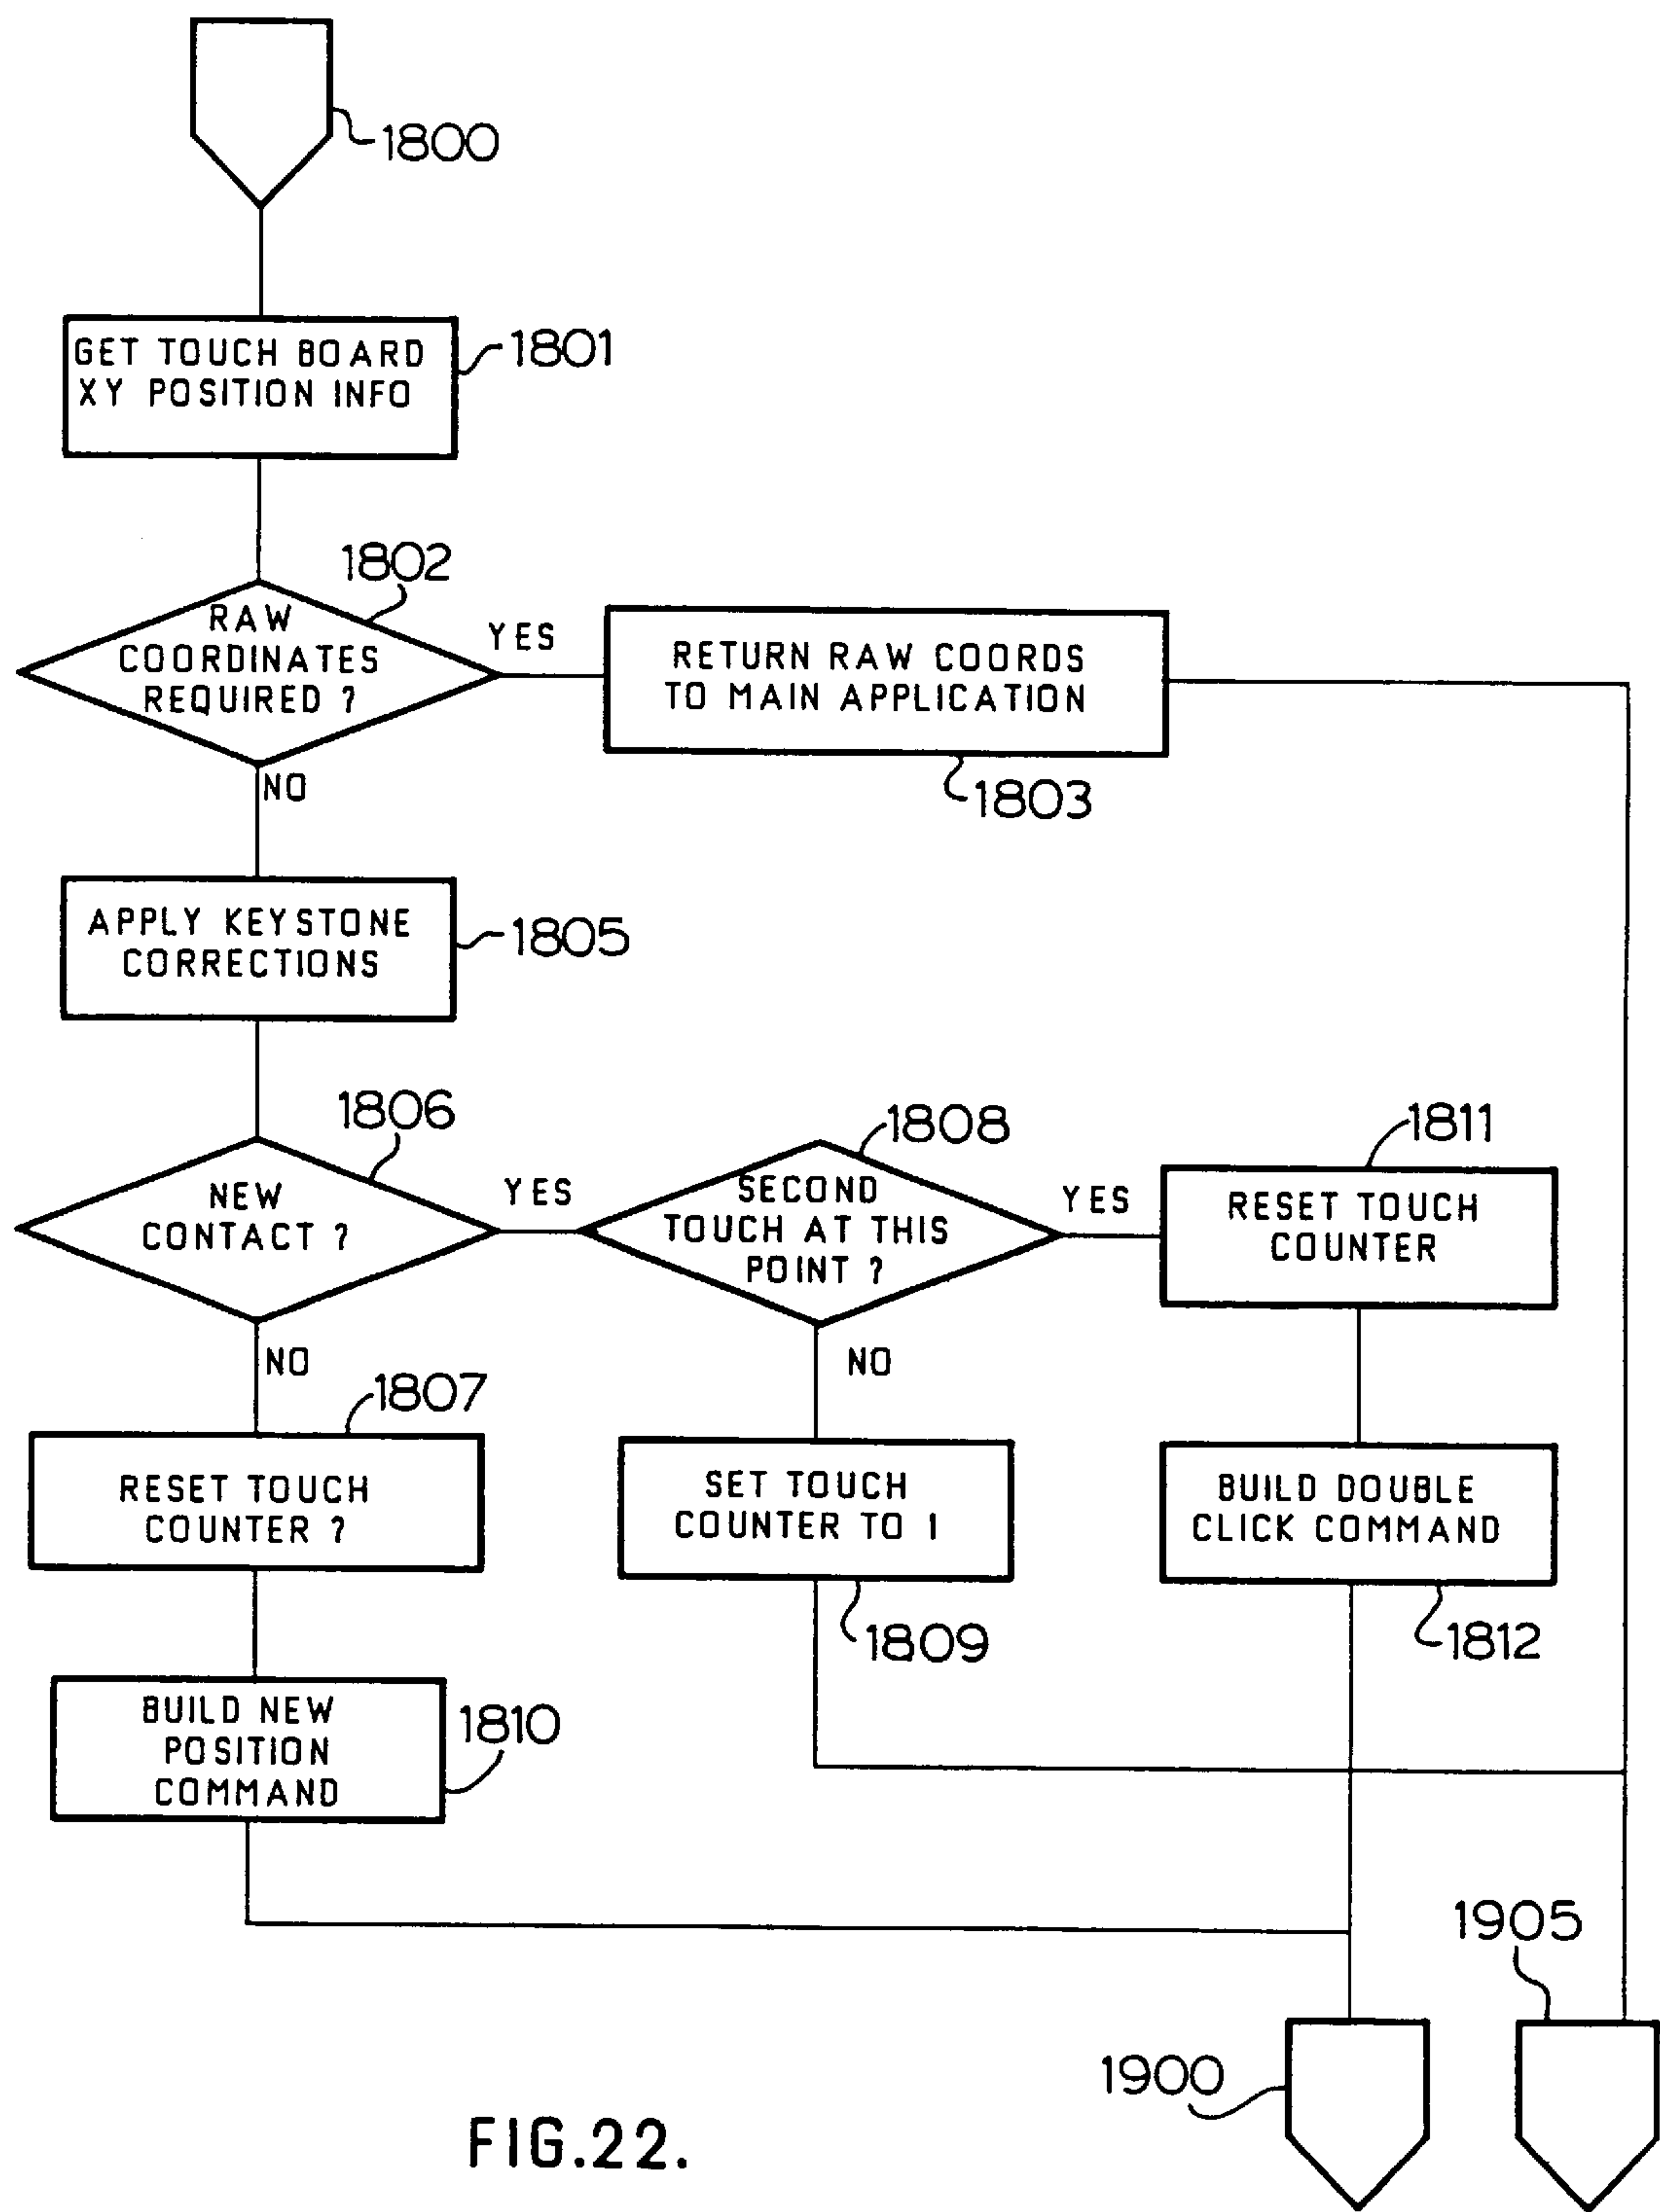 1800
GET TOUCH BOARD
XY POSITION INFO
1801
1802
RAW
COORDINATES
REQUIRED ?
YES
NO
RETURN RAW COORDS
TO MAIN APPLICATION
1803
APPLY KEYSTONE
CORRECTIONS
1805
1806
NEW
CONTACT ?
YES
NO
1808
SECOND
TOUCH AT THIS
POINT ?
YES
NO
1811
RESET TOUCH
COUNTER
1807
RESET TOUCH
COUNTER ?
SET TOUCH
COUNTER TO 1
1809
BUILD DOUBLE
CLICK COMMAND
1812
BUILD NEW
POSITION
COMMAND
1810
1905
1900
FIG.22.